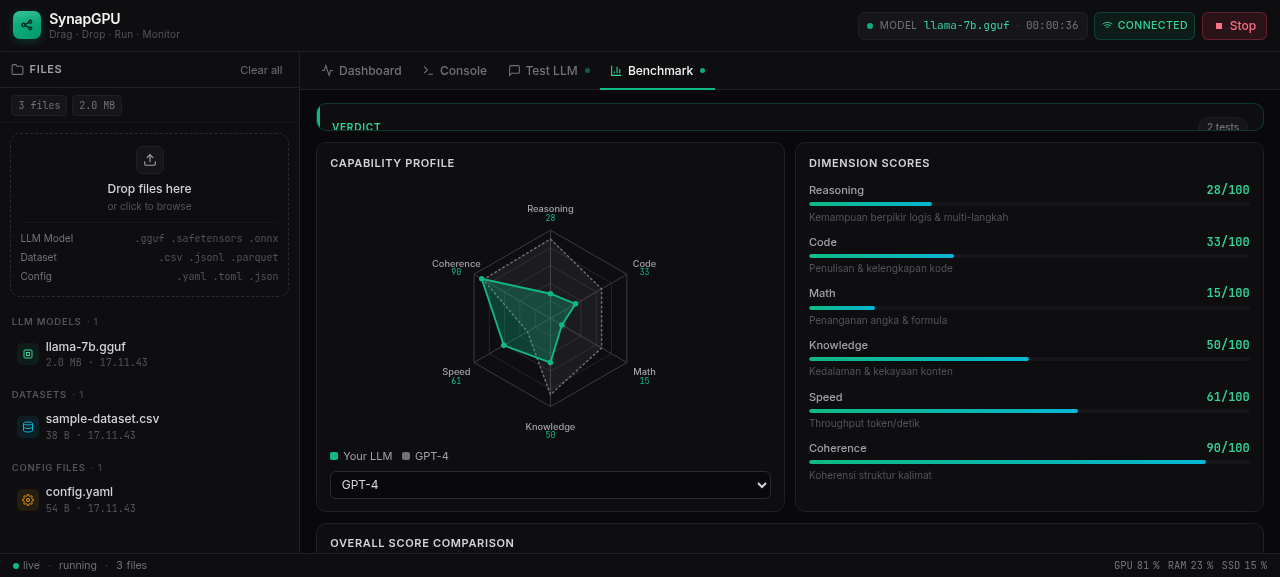 SynapGPU
Drag · Drop · Run · Monitor
MODEL llama-7b.gguf · 00:00:36
CONNECTED
Stop
FILES
Clear all
3 files
2.0 MB
Drop files here
or click to browse
LLM Model .gguf .safetensors .onnx
Dataset .csv .jsonl .parquet
Config .yaml .toml .json
LLM MODELS · 1
llama-7b.gguf
2.0 MB · 17.11.43
DATASETS · 1
sample-dataset.csv
38 B · 17.11.43
CONFIG FILES · 1
config.yaml
54 B · 17.11.43
Dashboard
Console
Test LLM
Benchmark
VERDICT
2 tests
CAPABILITY PROFILE
Reasoning
28
Code
33
Math
15
Knowledge
50
Speed
61
Coherence
90
Your LLM
GPT-4
GPT-4
DIMENSION SCORES
Reasoning 28/100
Kemampuan berpikir logis & multi-langkah
Code 33/100
Penulisan & kelengkapan kode
Math 15/100
Penanganan angka & formula
Knowledge 50/100
Kedalaman & kekayaan konten
Speed 61/100
Throughput token/detik
Coherence 90/100
Koherensi struktur kalimat
OVERALL SCORE COMPARISON
live · running · 3 files
GPU 81 % RAM 23 % SSD 15 %